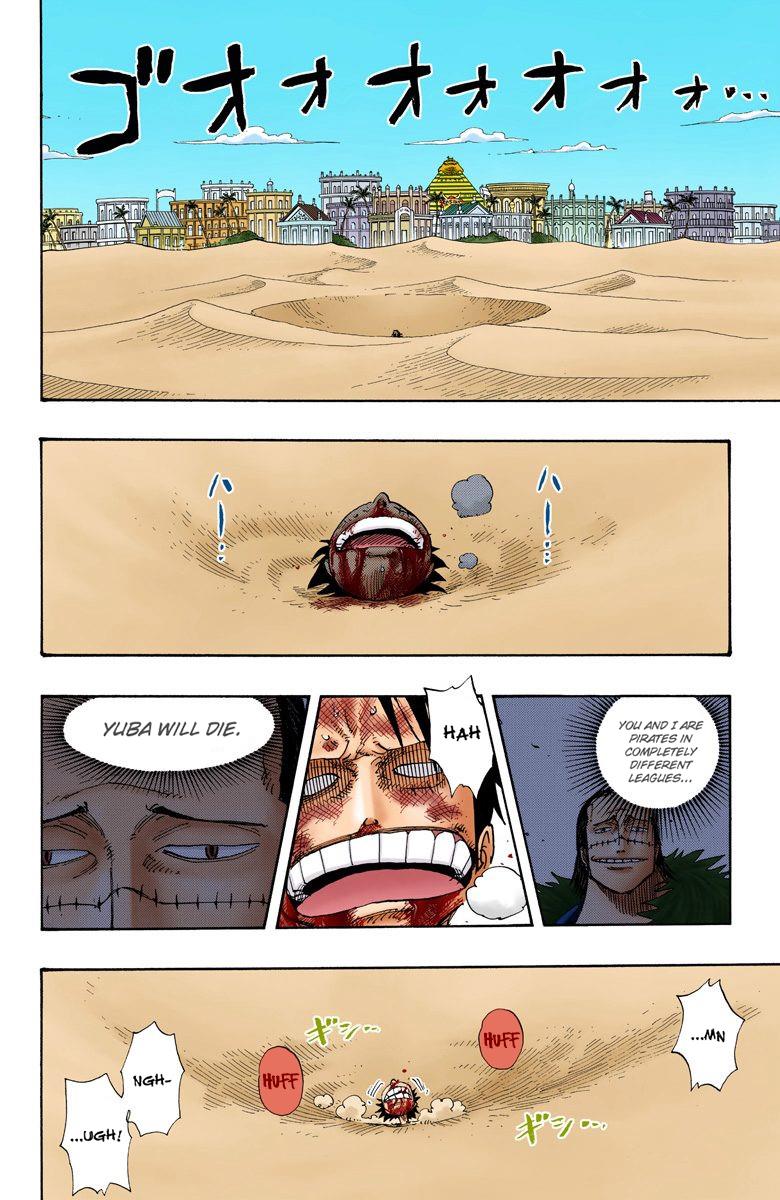 ゴオオオオオオオ...
ハー...
ハー...
YOU AND I ARE
PIRATES IN
COMPLETELY
DIFFERENT
LEAGUES...
HAH
YUBA WILL DIE.
...MN
HUFF
ギシ...
HUFF
ギシ...
NGH-
...UGH!